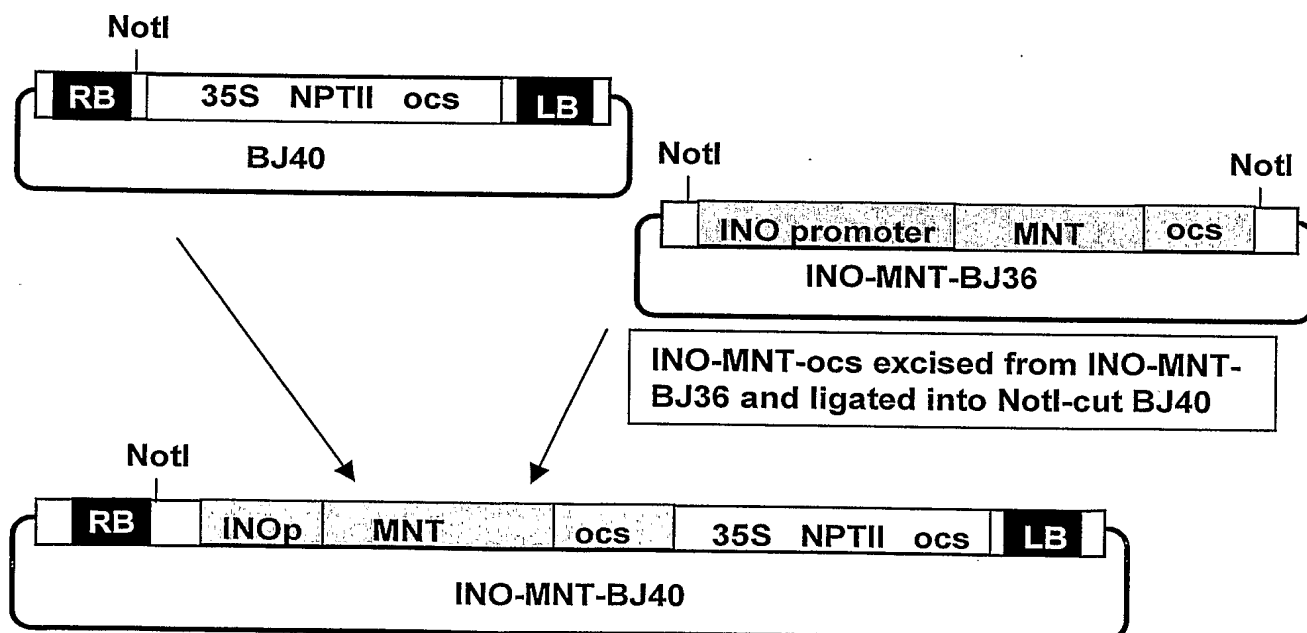 NotI
RB 35S NPTII ocs LB
BJ40
NotI NotI
INO promoter MNT ocs
INO-MNT-BJ36
INO-MNT-ocs excised from INO-MNT-
BJ36 and ligated into NotI-cut BJ40
NotI
RB INOp MNT ocs 35S NPTII ocs LB
INO-MNT-BJ40